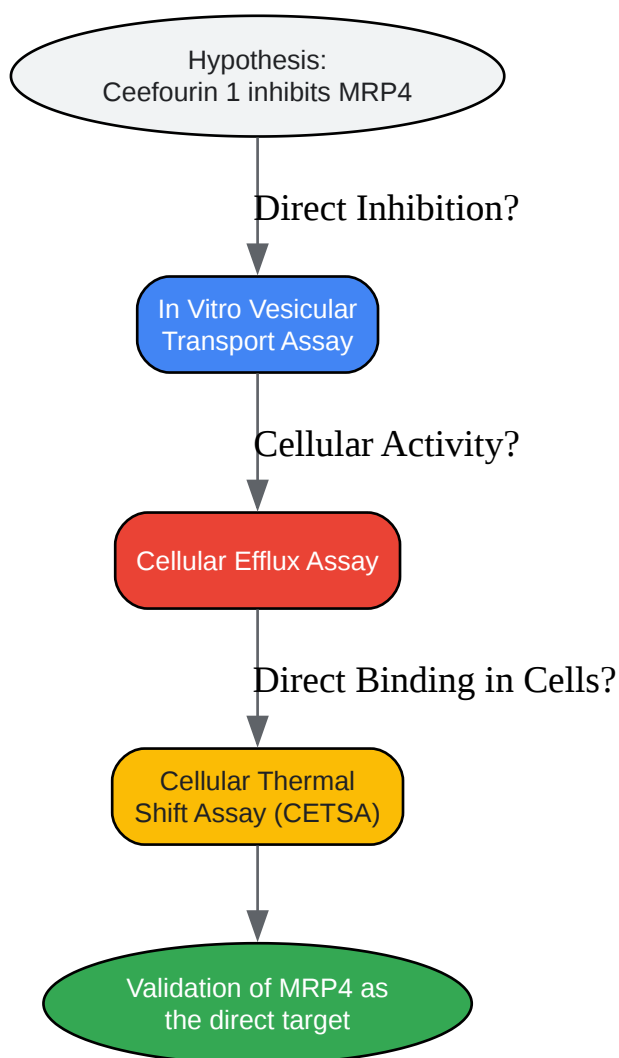 Hypothesis:
Ceefourin 1 inhibits MRP4
Direct Inhibition?
In Vitro Vesicular
Transport Assay
Cellular Activity?
Cellular Efflux Assay
Direct Binding in Cells?
Cellular Thermal
Shift Assay (CETSA)
Validation of MRP4 as
the direct target